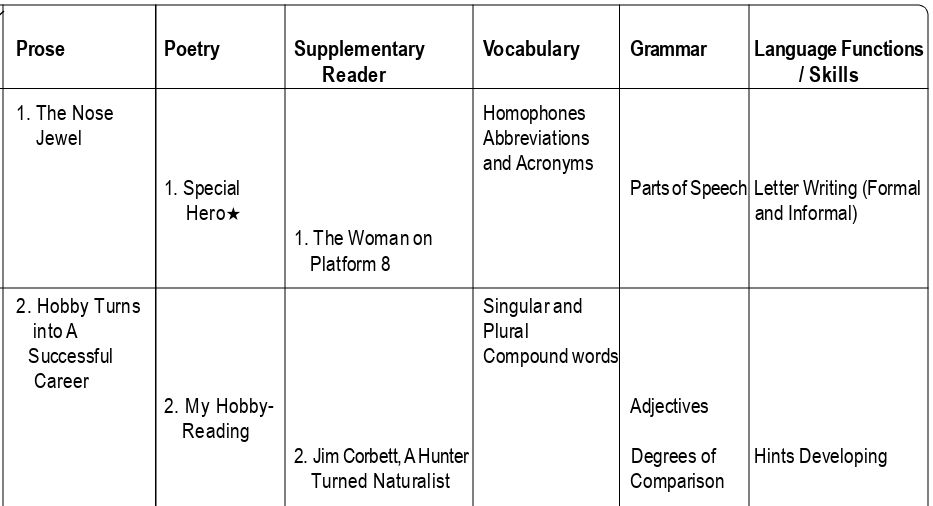 Prose Poetry Supplementary Reader Vocabulary Grammar Language Functions / Skills
1. The Nose
Jewel
1. Special
Hero★
1. The Woman on
Platform 8
Homophones
Abbreviations
and Acronyms
Parts of Speech
Letter Writing (Formal
and Informal)
2. Hobby Turns
into A
Successful
Career
2. My Hobby-
Reading
2. Jim Corbett, A Hunter
Turned Naturalist
Singular and
Plural
Compound words
Adjectives
Degrees of
Comparison
Hints Developing